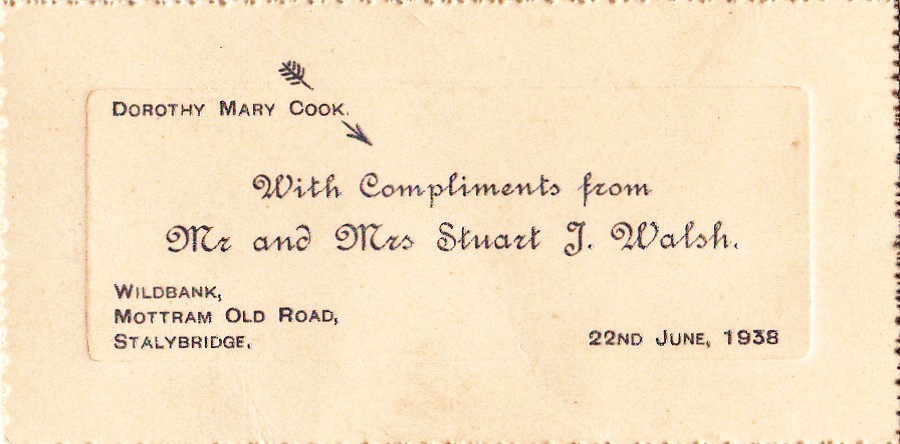 Dorothy Mary Cook.
With Compliments from
Mr and Mrs Stuart J. Walsh.
Wildbank,
Mottram Old Road,
Stalybridge.
22nd June, 1938